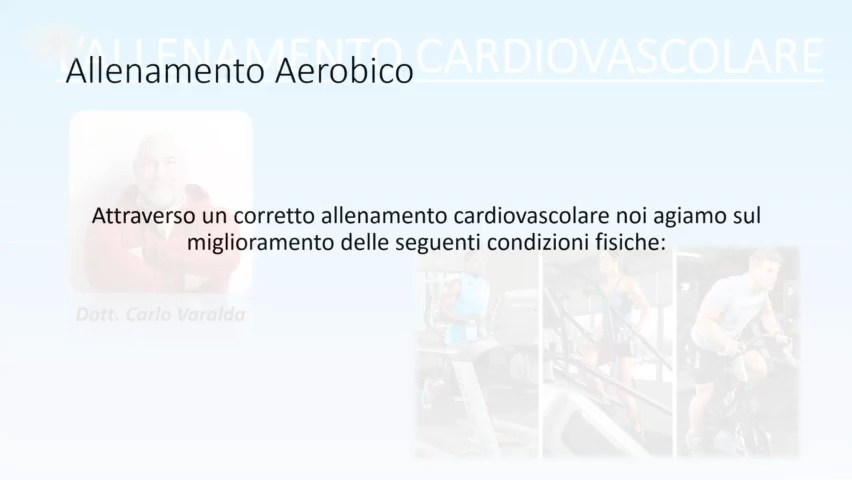 L'ALLENAMENTO CARDIOVASCOLARE
Allenamento Aerobico
Attraverso un corretto allenamento cardiovascolare noi agiamo sul
miglioramento delle seguenti condizioni fisiche:
Dott. Carlo Varalda